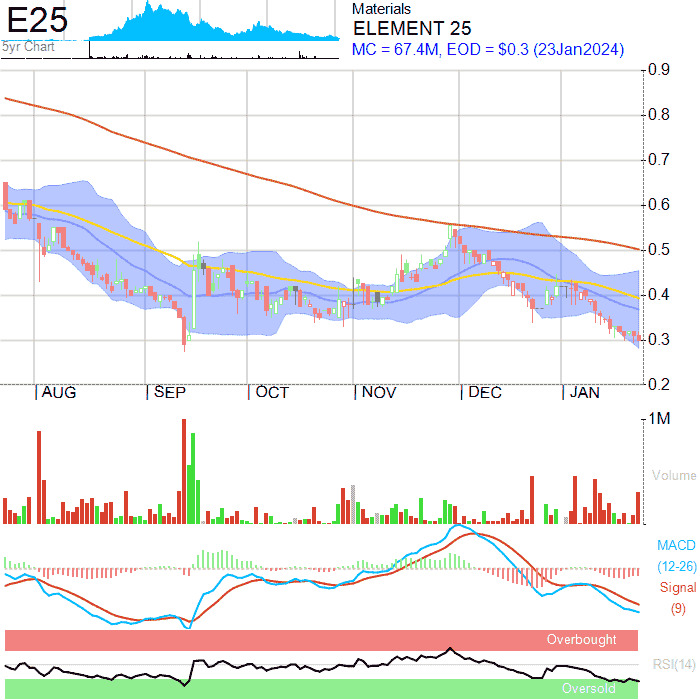 E25
5yr Chart
Materials
ELEMENT 25
MC = 67.4M, EOD = $0.3 (23Jan2024)
0.9
0.8
0.7
0.6
0.5
0.4
0.3
0.2
AUG SEP OCT NOV DEC JAN
1M
Volume
MACD
(12-26)
Signal
(9)
Overbought
RSI(14)
Oversold